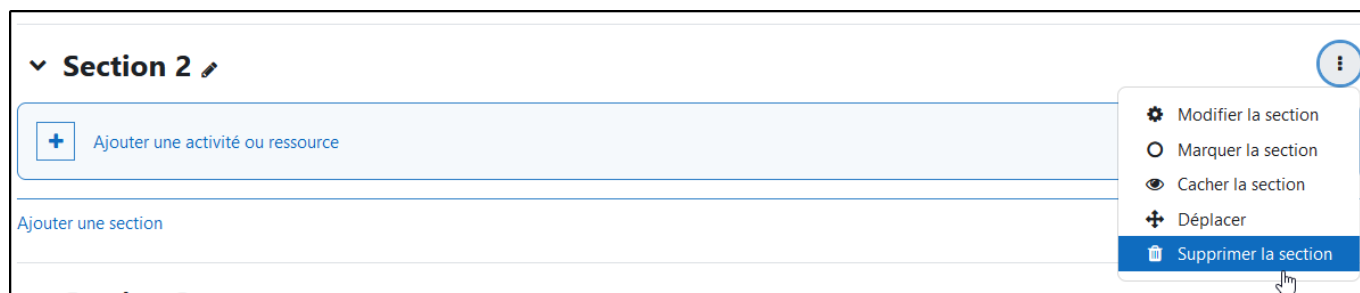 Section 2
Ajouter une activité ou ressource
Ajouter une section
Modifier la section
Marquer la section
Cacher la section
Déplacer
Supprimer la section